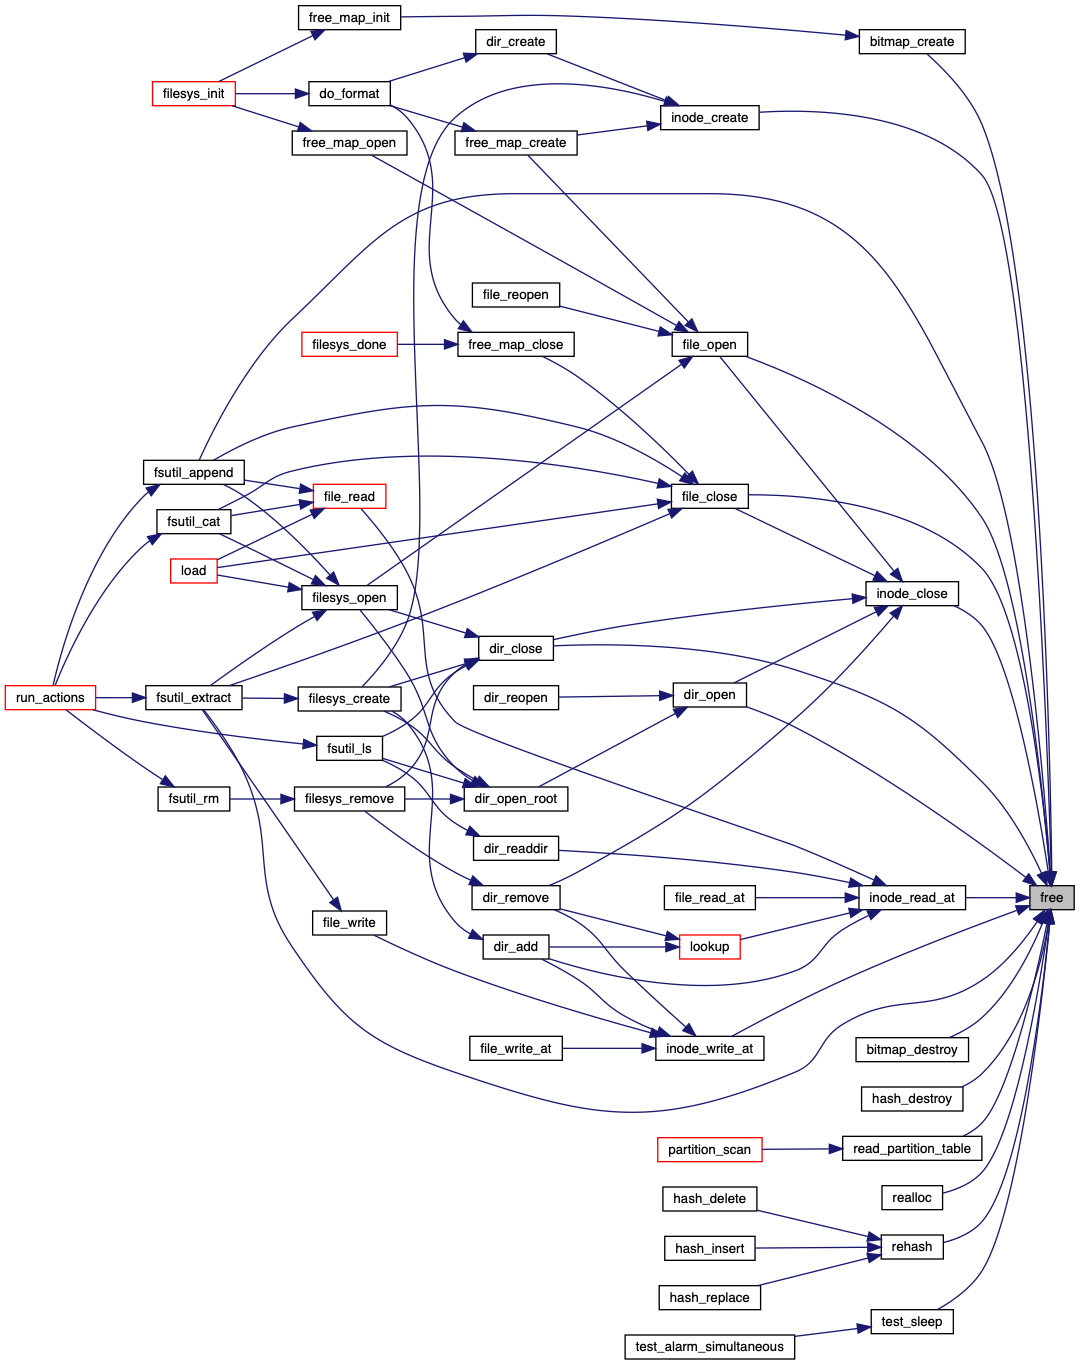 free_map_init
dir_create
bitmap_create
filesys_init
do_format
inode_create
free_map_open
free_map_create
file_reopen
filesys_done
free_map_close
file_open
fsutil_append
file_read
file_close
fsutil_cat
load
filesys_open
inode_close
dir_close
run_actions
fsutil_extract
filesys_create
dir_reopen
dir_open
fsutil_ls
fsutil_rm
filesys_remove
dir_open_root
dir_readdir
dir_remove
file_read_at
inode_read_at
free
file_write
dir_add
lookup
file_write_at
inode_write_at
bitmap_destroy
hash_destroy
partition_scan
read_partition_table
hash_delete
realloc
hash_insert
rehash
hash_replace
test_sleep
test_alarm_simultaneous